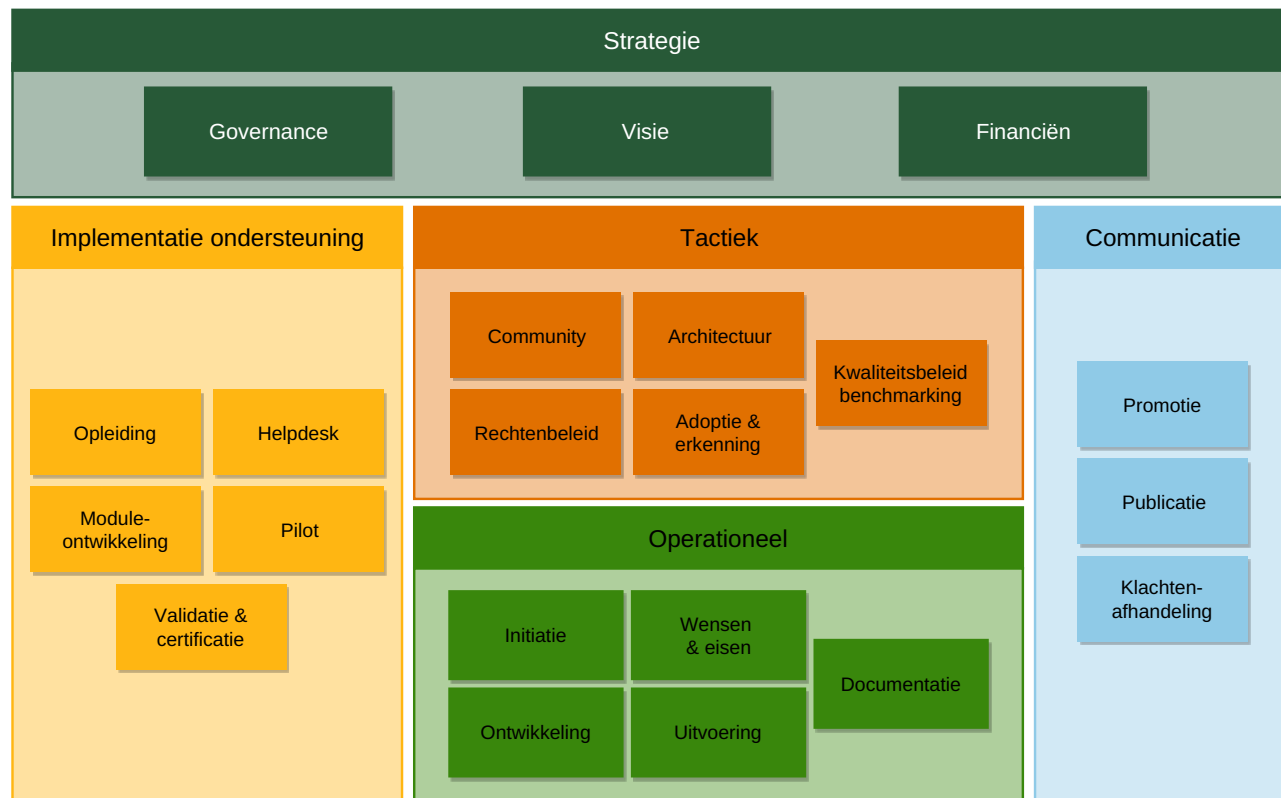 Strategie
Governance
Visie
Financiën
Implementatie ondersteuning
Opleiding
Helpdesk
Module-
ontwikkeling
Pilot
Validatie &
certificatie
Tactiek
Community
Architectuur
Kwaliteitsbeleid
benchmarking
Rechtenbeleid
Adoptie &
erkenning
Operationeel
Initiatie
Wensen
& eisen
Documentatie
Ontwikkeling
Uitvoering
Communicatie
Promotie
Publicatie
Klachten-
afhandeling